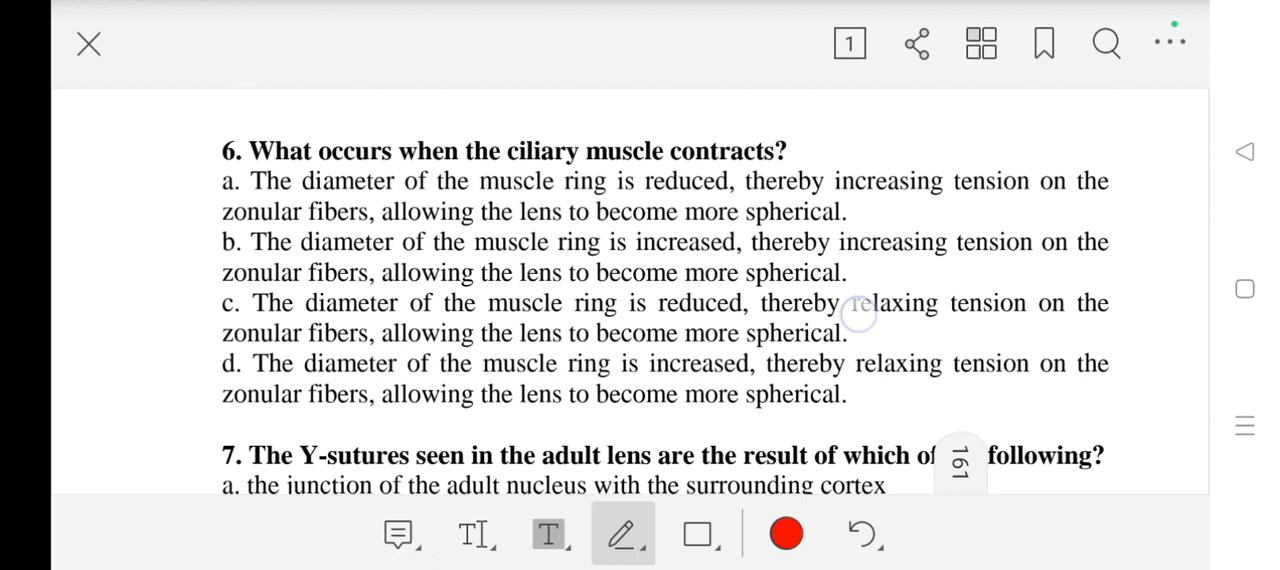 1
6. What occurs when the ciliary muscle contracts?
a. The diameter of the muscle ring is reduced, thereby increasing tension on the
zonular fibers, allowing the lens to become more spherical.
b. The diameter of the muscle ring is increased, thereby increasing tension on the
zonular fibers, allowing the lens to become more spherical.
c. The diameter of the muscle ring is reduced, thereby relaxing tension on the
zonular fibers, allowing the lens to become more spherical.
d. The diameter of the muscle ring is increased, thereby relaxing tension on the
zonular fibers, allowing the lens to become more spherical.
7. The Y-sutures seen in the adult lens are the result of which of following?
161
a. the junction of the adult nucleus with the surrounding cortex
TI T